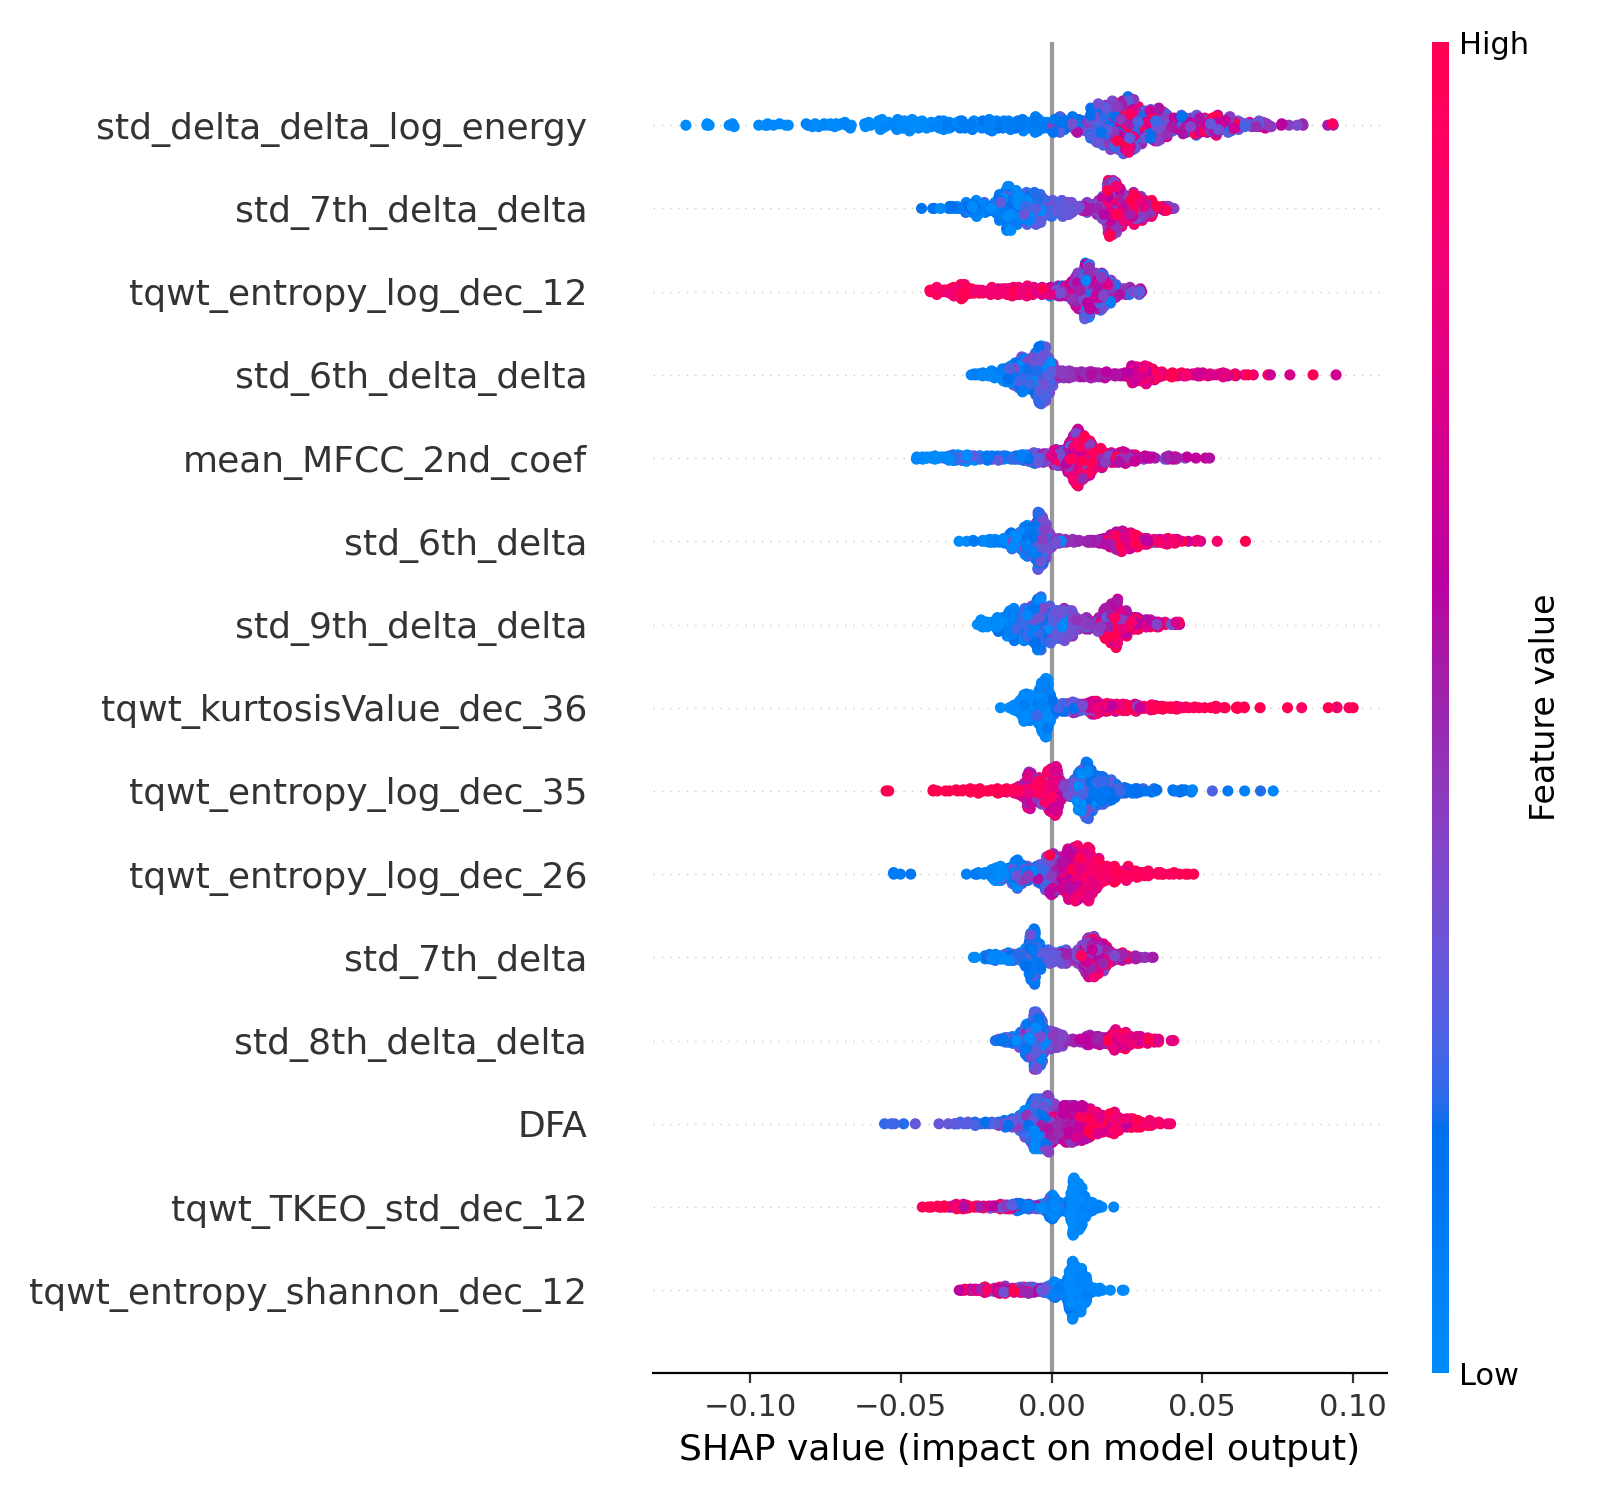 High
std_delta_delta_log_energy
std_7th_delta_delta
tqwt_entropy_log_dec_12
std_6th_delta_delta
mean_MFCC_2nd_coef
std_6th_delta
std_9th_delta_delta
tqwt_kurtosisValue_dec_36
tqwt_entropy_log_dec_35
tqwt_entropy_log_dec_26
std_7th_delta
std_8th_delta_delta
DFA
tqwt_TKEO_std_dec_12
tqwt_entropy_shannon_dec_12
Feature value
Low
−0.10 −0.05 0.00 0.05 0.10
SHAP value (impact on model output)